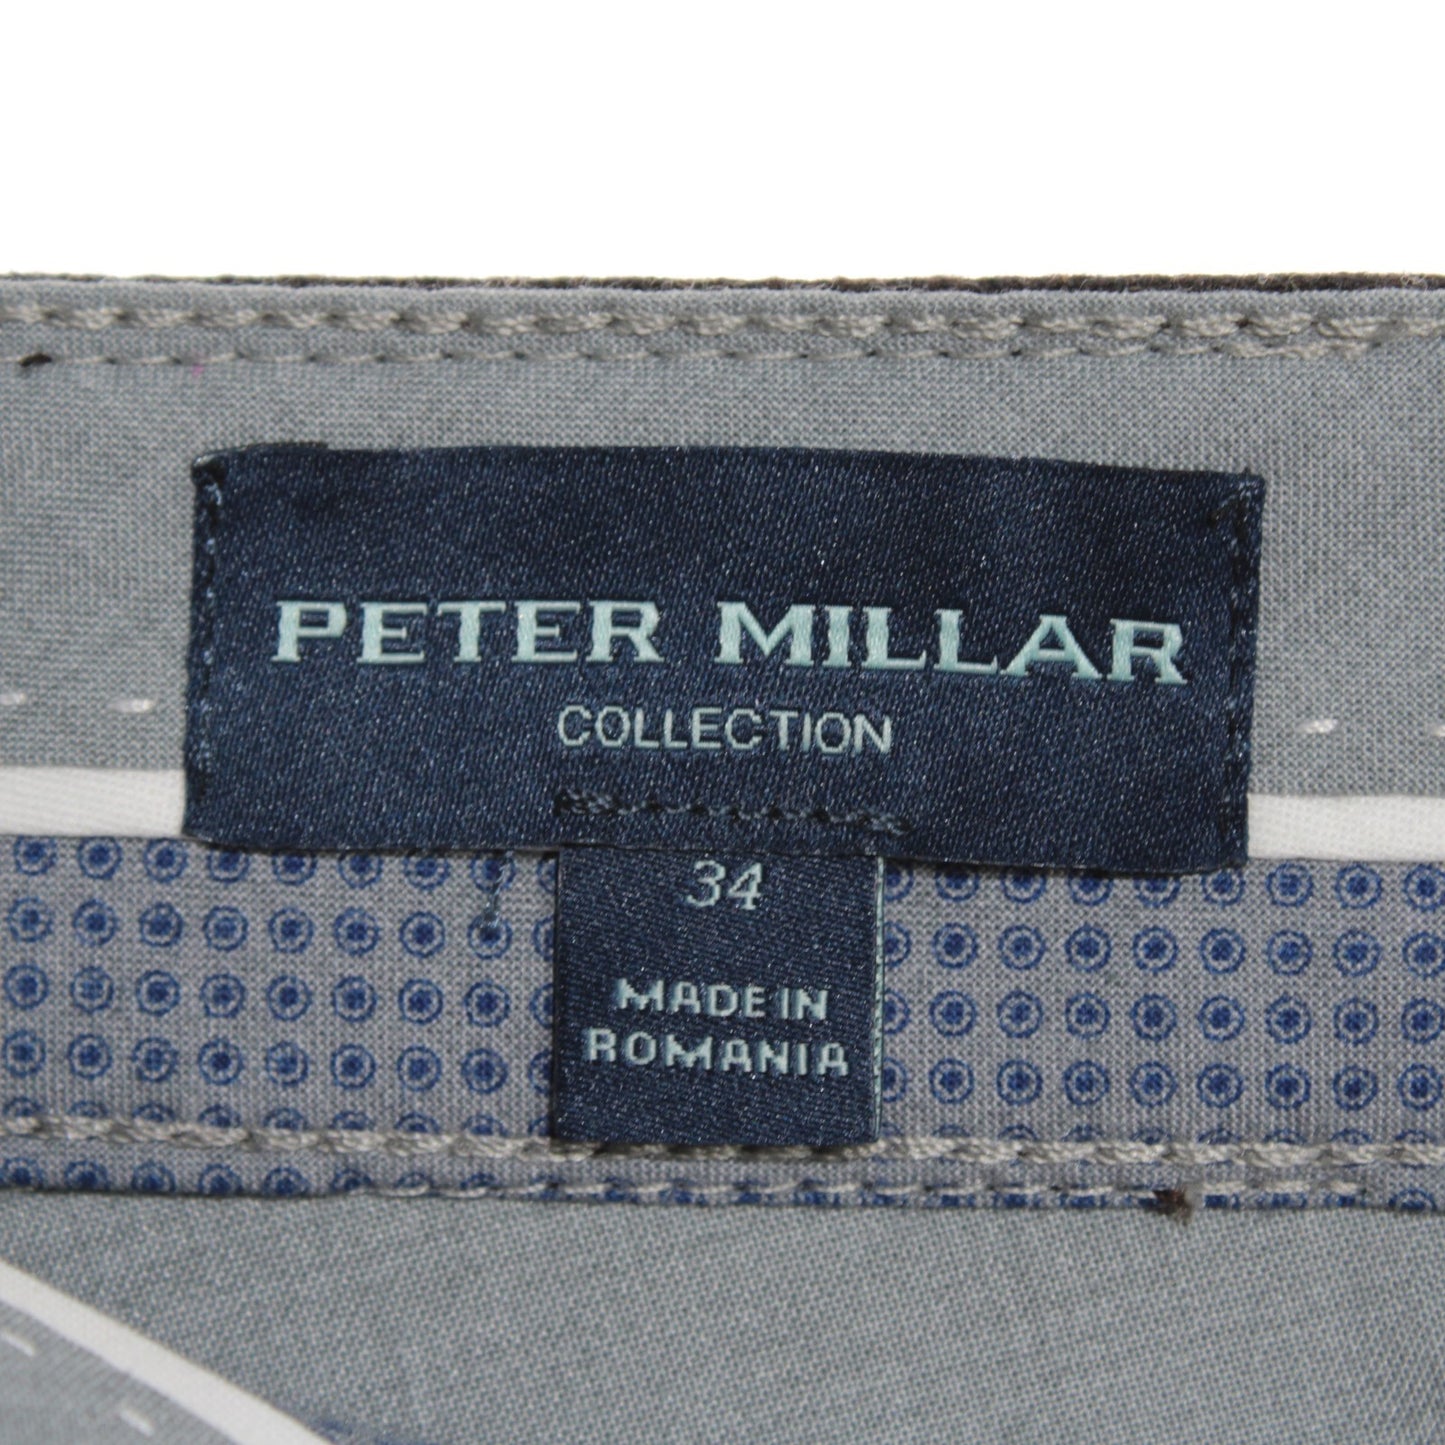 PETER MILLAR
COLLECTION
34
MADE IN
ROMANIA